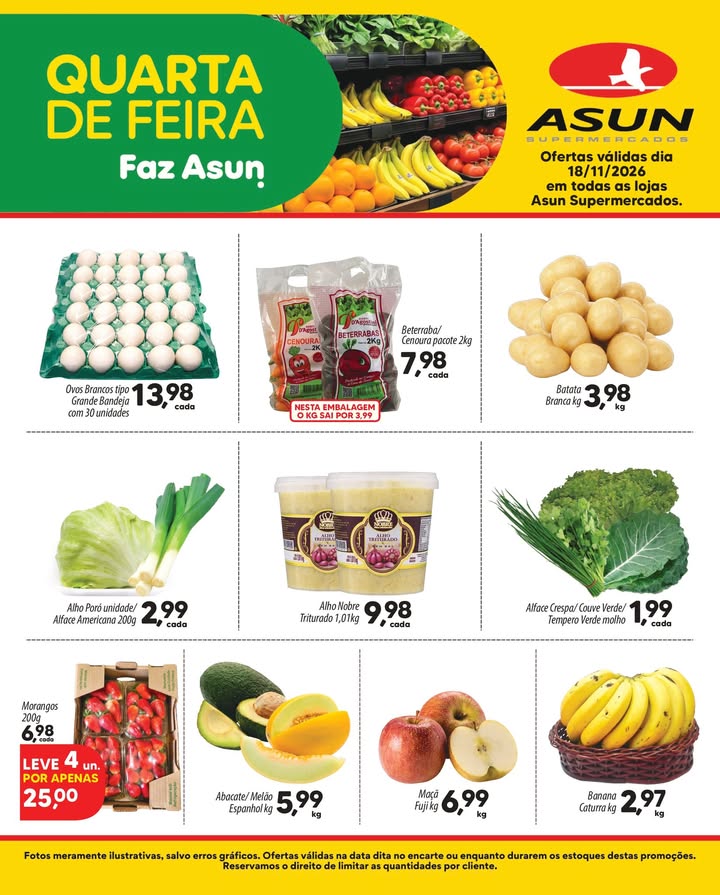 QUARTA
DE FEIRA
Faz Asun
ASUN
SUPERMERCADOS
Ofertas válidas dia
18/11/2026
em todas as lojas
Asun Supermercados.
Ovos Brancos tipo
Grande Bandeja
com 30 unidades
13,98
cada
CENOURAS
2K
BETERRABAS
2Kg
NESTA EMBALAGEM
O KG SAI POR 3,99
Beterraba/
Cenoura pacote 2kg
7,98
cada
Batata
Branca kg
3,98
kg
Alho Poró unidade/
Alface Americana 200g
2,99
cada
NOBRE
ALHO
TRITURADO
NOBRE
ALHO
TRITURADO
Alho Nobre
Triturado 1,01kg
9,98
cada
Alface Crespa/ Couve Verde/
Tempero Verde molho
1,99
cada
Morangos
200g
6,98
cada
LEVE 4 un.
POR APENAS
25,00
Abacate/ Melão
Espanhol kg
5,99
kg
Maçã
Fuji kg
6,99
kg
Banana
Caturra kg
2,97
kg
Fotos meramente ilustrativas, salvo erros gráficos. Ofertas válidas na data dita no encarte ou enquanto durarem os estoques destas promoções.
Reservamos o direito de limitar as quantidades por cliente.